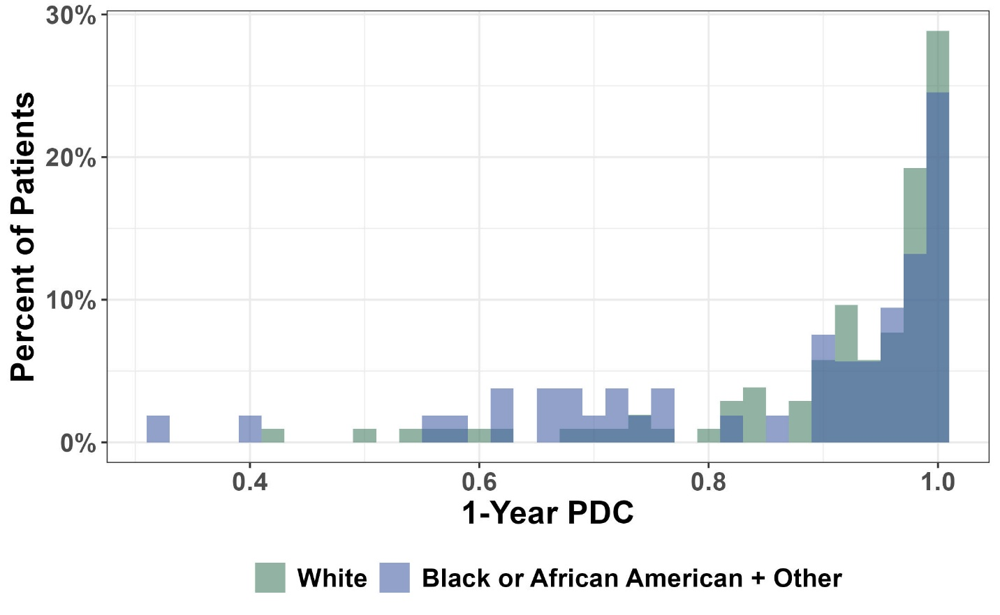 30%
20%
10%
0%
Percent of Patients
0.4 0.6 0.8 1.0
1-Year PDC
White Black or African American + Other